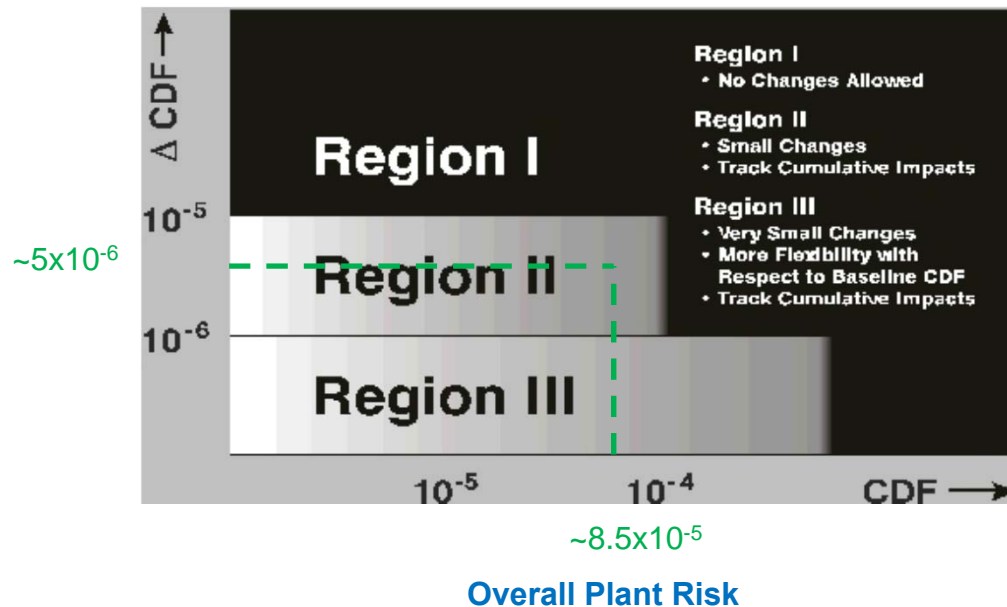 Δ CDF→
Region I
• No Changes Allowed
Region II
• Small Changes
• Track Cumulative Impacts
Region III
• Very Small Changes
• More Flexibility with
Respect to Baseline CDF
• Track Cumulative Impacts
Region I
10⁻⁵
~5x10⁻⁶
Region II
10⁻⁶
Region III
10⁻⁵ 10⁻⁴ CDF→
~8.5x10⁻⁵
Overall Plant Risk